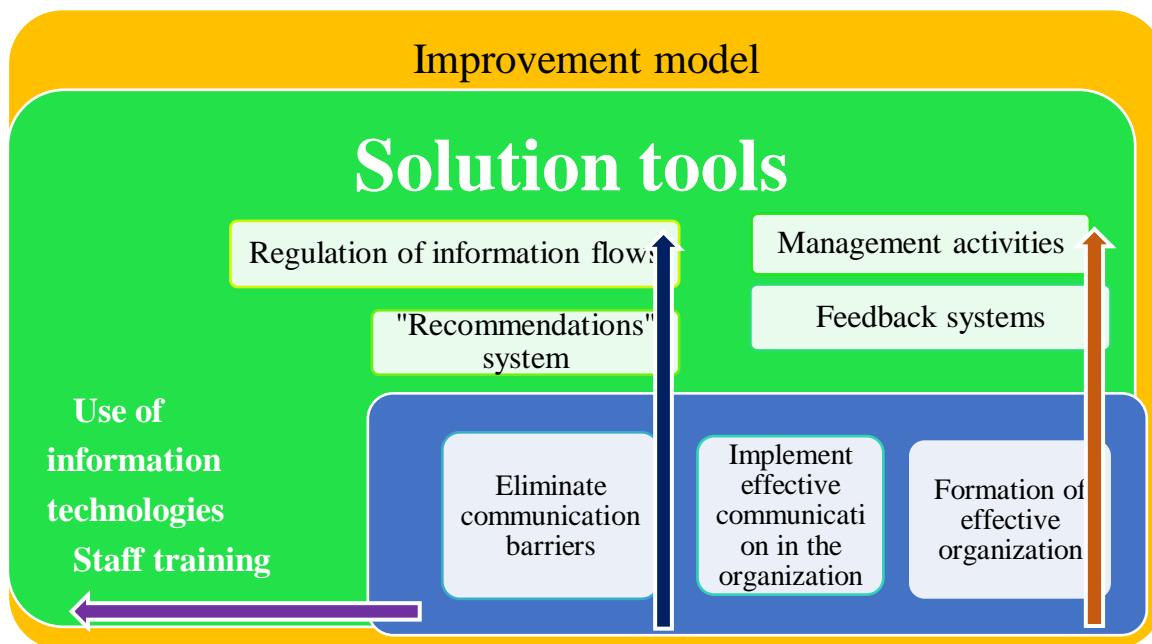 Improvement model
Solution tools
Regulation of information flows
Management activities
"Recommendations"
system
Feedback systems
Use of
information
technologies
Staff training
Eliminate
communication
barriers
Implement
effective
communicati
on in the
organization
Formation of
effective
organization